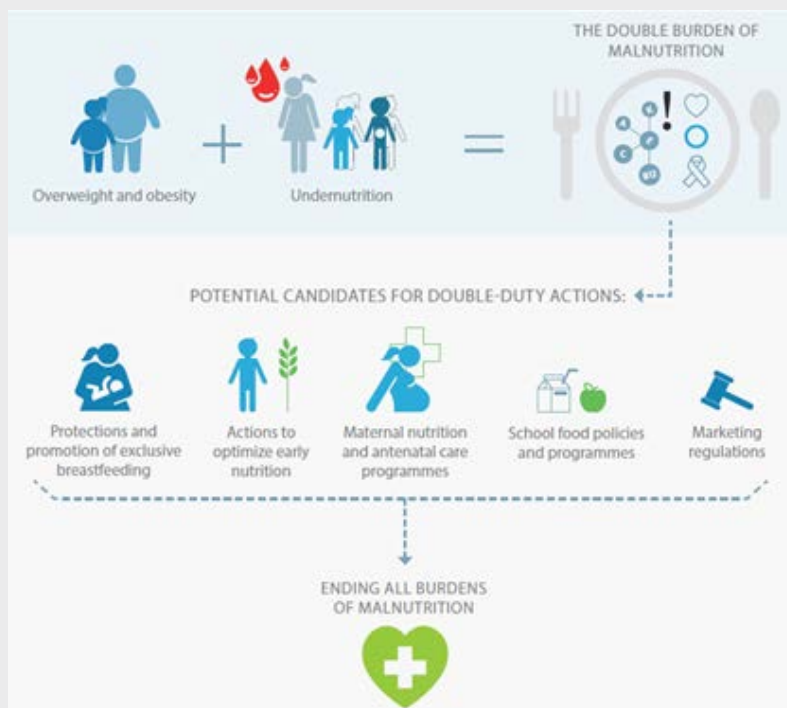 THE DOUBLE BURDEN OF
MALNUTRITION
+
=
!
A
C
B12
Overweight and obesity
Undernutrition
POTENTIAL CANDIDATES FOR DOUBLE-DUTY ACTIONS:
Protections and
promotion of exclusive
breastfeeding
Actions to
optimize early
nutrition
Maternal nutrition
and antenatal care
programmes
School food policies
and programmes
Marketing
regulations
ENDING ALL BURDENS
OF MALNUTRITION